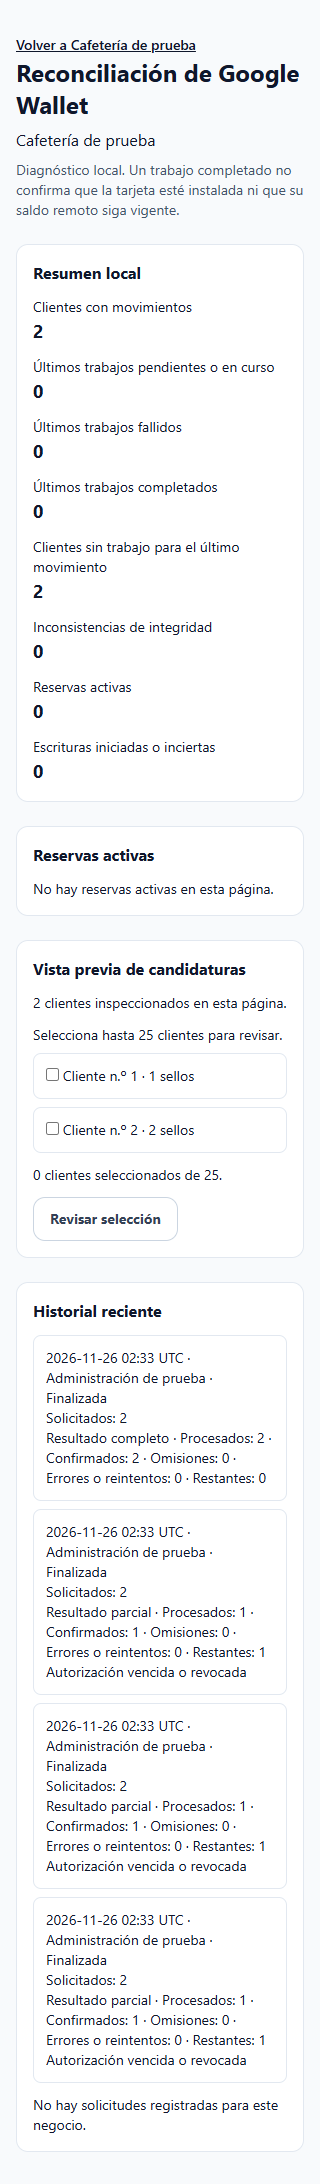 Volver a Cafetería de prueba
Reconciliación de Google
Wallet
Cafetería de prueba
Diagnóstico local. Un trabajo completado no
confirma que la tarjeta esté instalada ni que su
saldo remoto siga vigente.
Resumen local
Clientes con movimientos
2
Últimos trabajos pendientes o en curso
0
Últimos trabajos fallidos
0
Últimos trabajos completados
0
Clientes sin trabajo para el último
movimiento
2
Inconsistencias de integridad
0
Reservas activas
0
Escrituras iniciadas o inciertas
0
Reservas activas
No hay reservas activas en esta página.
Vista previa de candidaturas
2 clientes inspeccionados en esta página.
Selecciona hasta 25 clientes para revisar.
Cliente n.º 1 · 1 sellos
Cliente n.º 2 · 2 sellos
0 clientes seleccionados de 25.
Revisar selección
Historial reciente
2026-11-26 02:33 UTC ·
Administración de prueba ·
Finalizada
Solicitados: 2
Resultado completo · Procesados: 2 ·
Confirmados: 2 · Omisiones: 0 ·
Errores o reintentos: 0 · Restantes: 0
2026-11-26 02:33 UTC ·
Administración de prueba ·
Finalizada
Solicitados: 2
Resultado parcial · Procesados: 1 ·
Confirmados: 1 · Omisiones: 0 ·
Errores o reintentos: 0 · Restantes: 1
Autorización vencida o revocada
2026-11-26 02:33 UTC ·
Administración de prueba ·
Finalizada
Solicitados: 2
Resultado parcial · Procesados: 1 ·
Confirmados: 1 · Omisiones: 0 ·
Errores o reintentos: 0 · Restantes: 1
Autorización vencida o revocada
2026-11-26 02:33 UTC ·
Administración de prueba ·
Finalizada
Solicitados: 2
Resultado parcial · Procesados: 1 ·
Confirmados: 1 · Omisiones: 0 ·
Errores o reintentos: 0 · Restantes: 1
Autorización vencida o revocada
No hay solicitudes registradas para este
negocio.